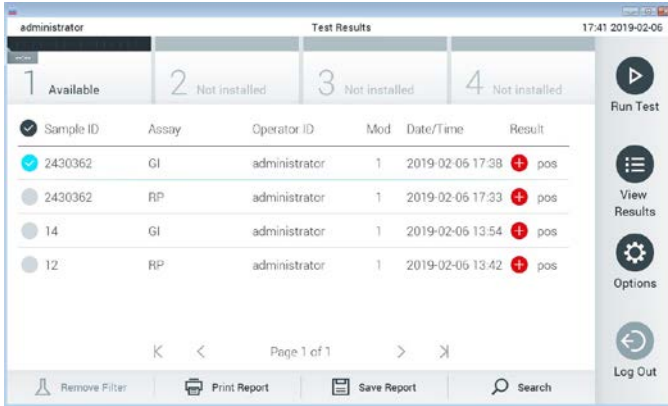 administrator Test Results 17:41 2019-02-06
1 Available 2 Not installed 3 Not installed 4 Not installed
Run Test
Sample ID Assay Operator ID Mod Date/Time Result
2430362 GI administrator 1 2019-02-06 17:38 pos
2430362 RP administrator 1 2019-02-06 17:33 pos
14 GI administrator 1 2019-02-06 13:54 pos
12 RP administrator 1 2019-02-06 13:42 pos
View
Results
Options
Page 1 of 1
Log Out
Remove Filter Print Report Save Report Search